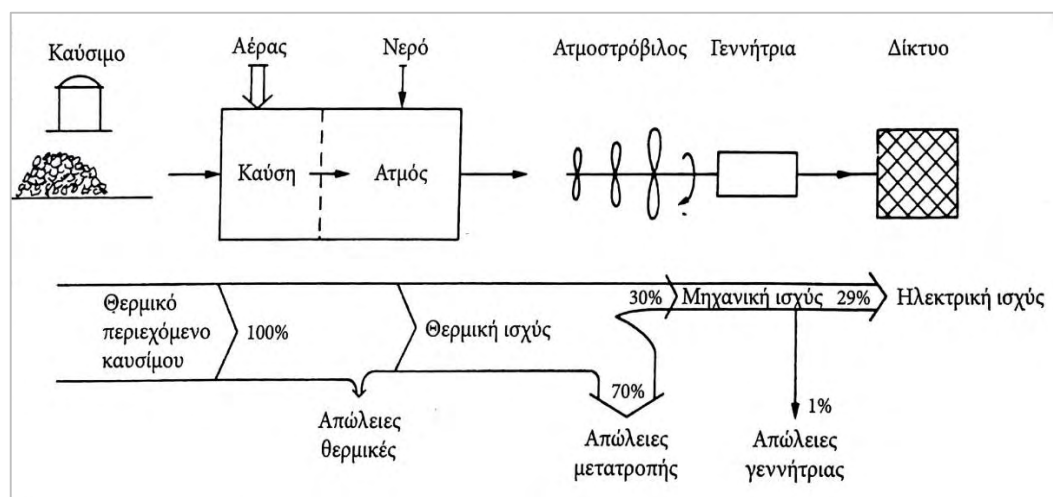 Καύσιμο
Αέρας
Νερό
Ατμοστρόβιλος
Γεννήτρια
Δίκτυο
Καύση
Ατμός
Θερμικό
περιεχόμενο
καυσίμου
100%
Θερμική ισχύς
30%
Μηχανική ισχύς
29%
Ηλεκτρική ισχύς
Απώλειες
θερμικές
70%
Απώλειες
μετατροπής
1%
Απώλειες
γεννήτριας